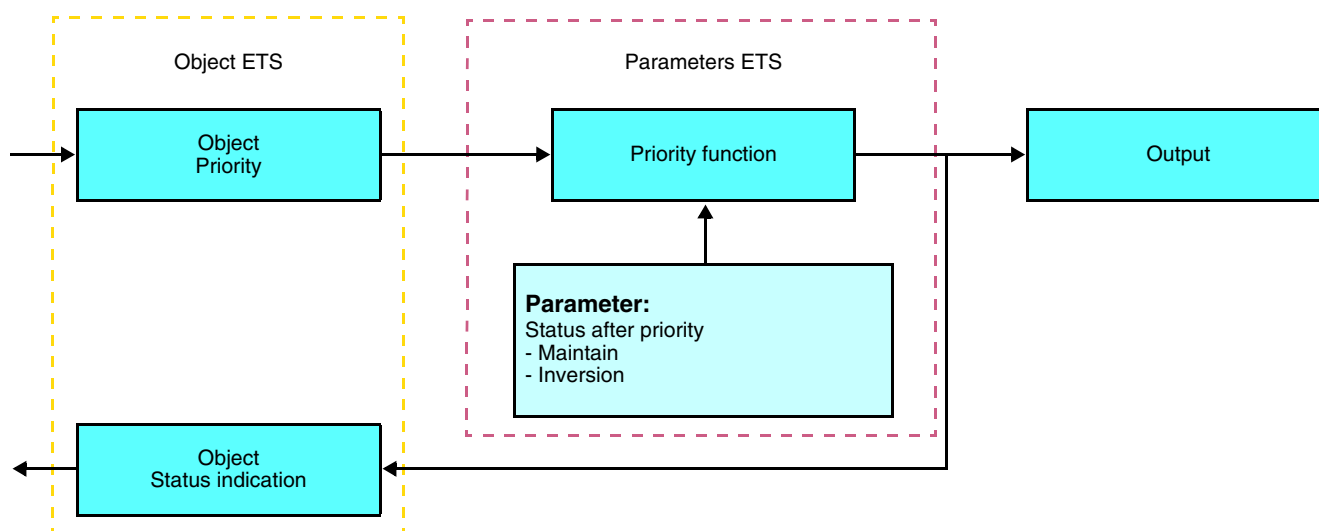 Object ETS
Parameters ETS
Object
Priority
Priority function
Output
Parameter:
Status after priority
- Maintain
- Inversion
Object
Status indication